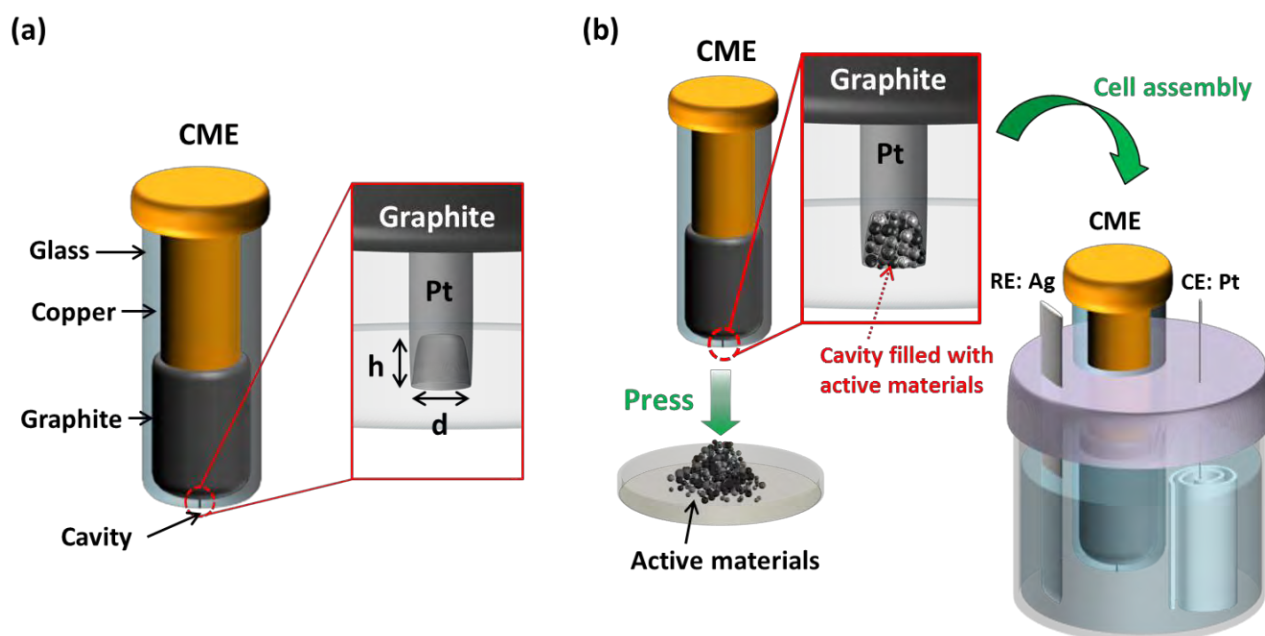 (a)
CME
Glass
Copper
Graphite
Cavity
Graphite
Pt
h
d
(b)
CME
Graphite
Pt
Cavity filled with
active materials
Press
Active materials
Cell assembly
CME
RE: Ag
CE: Pt